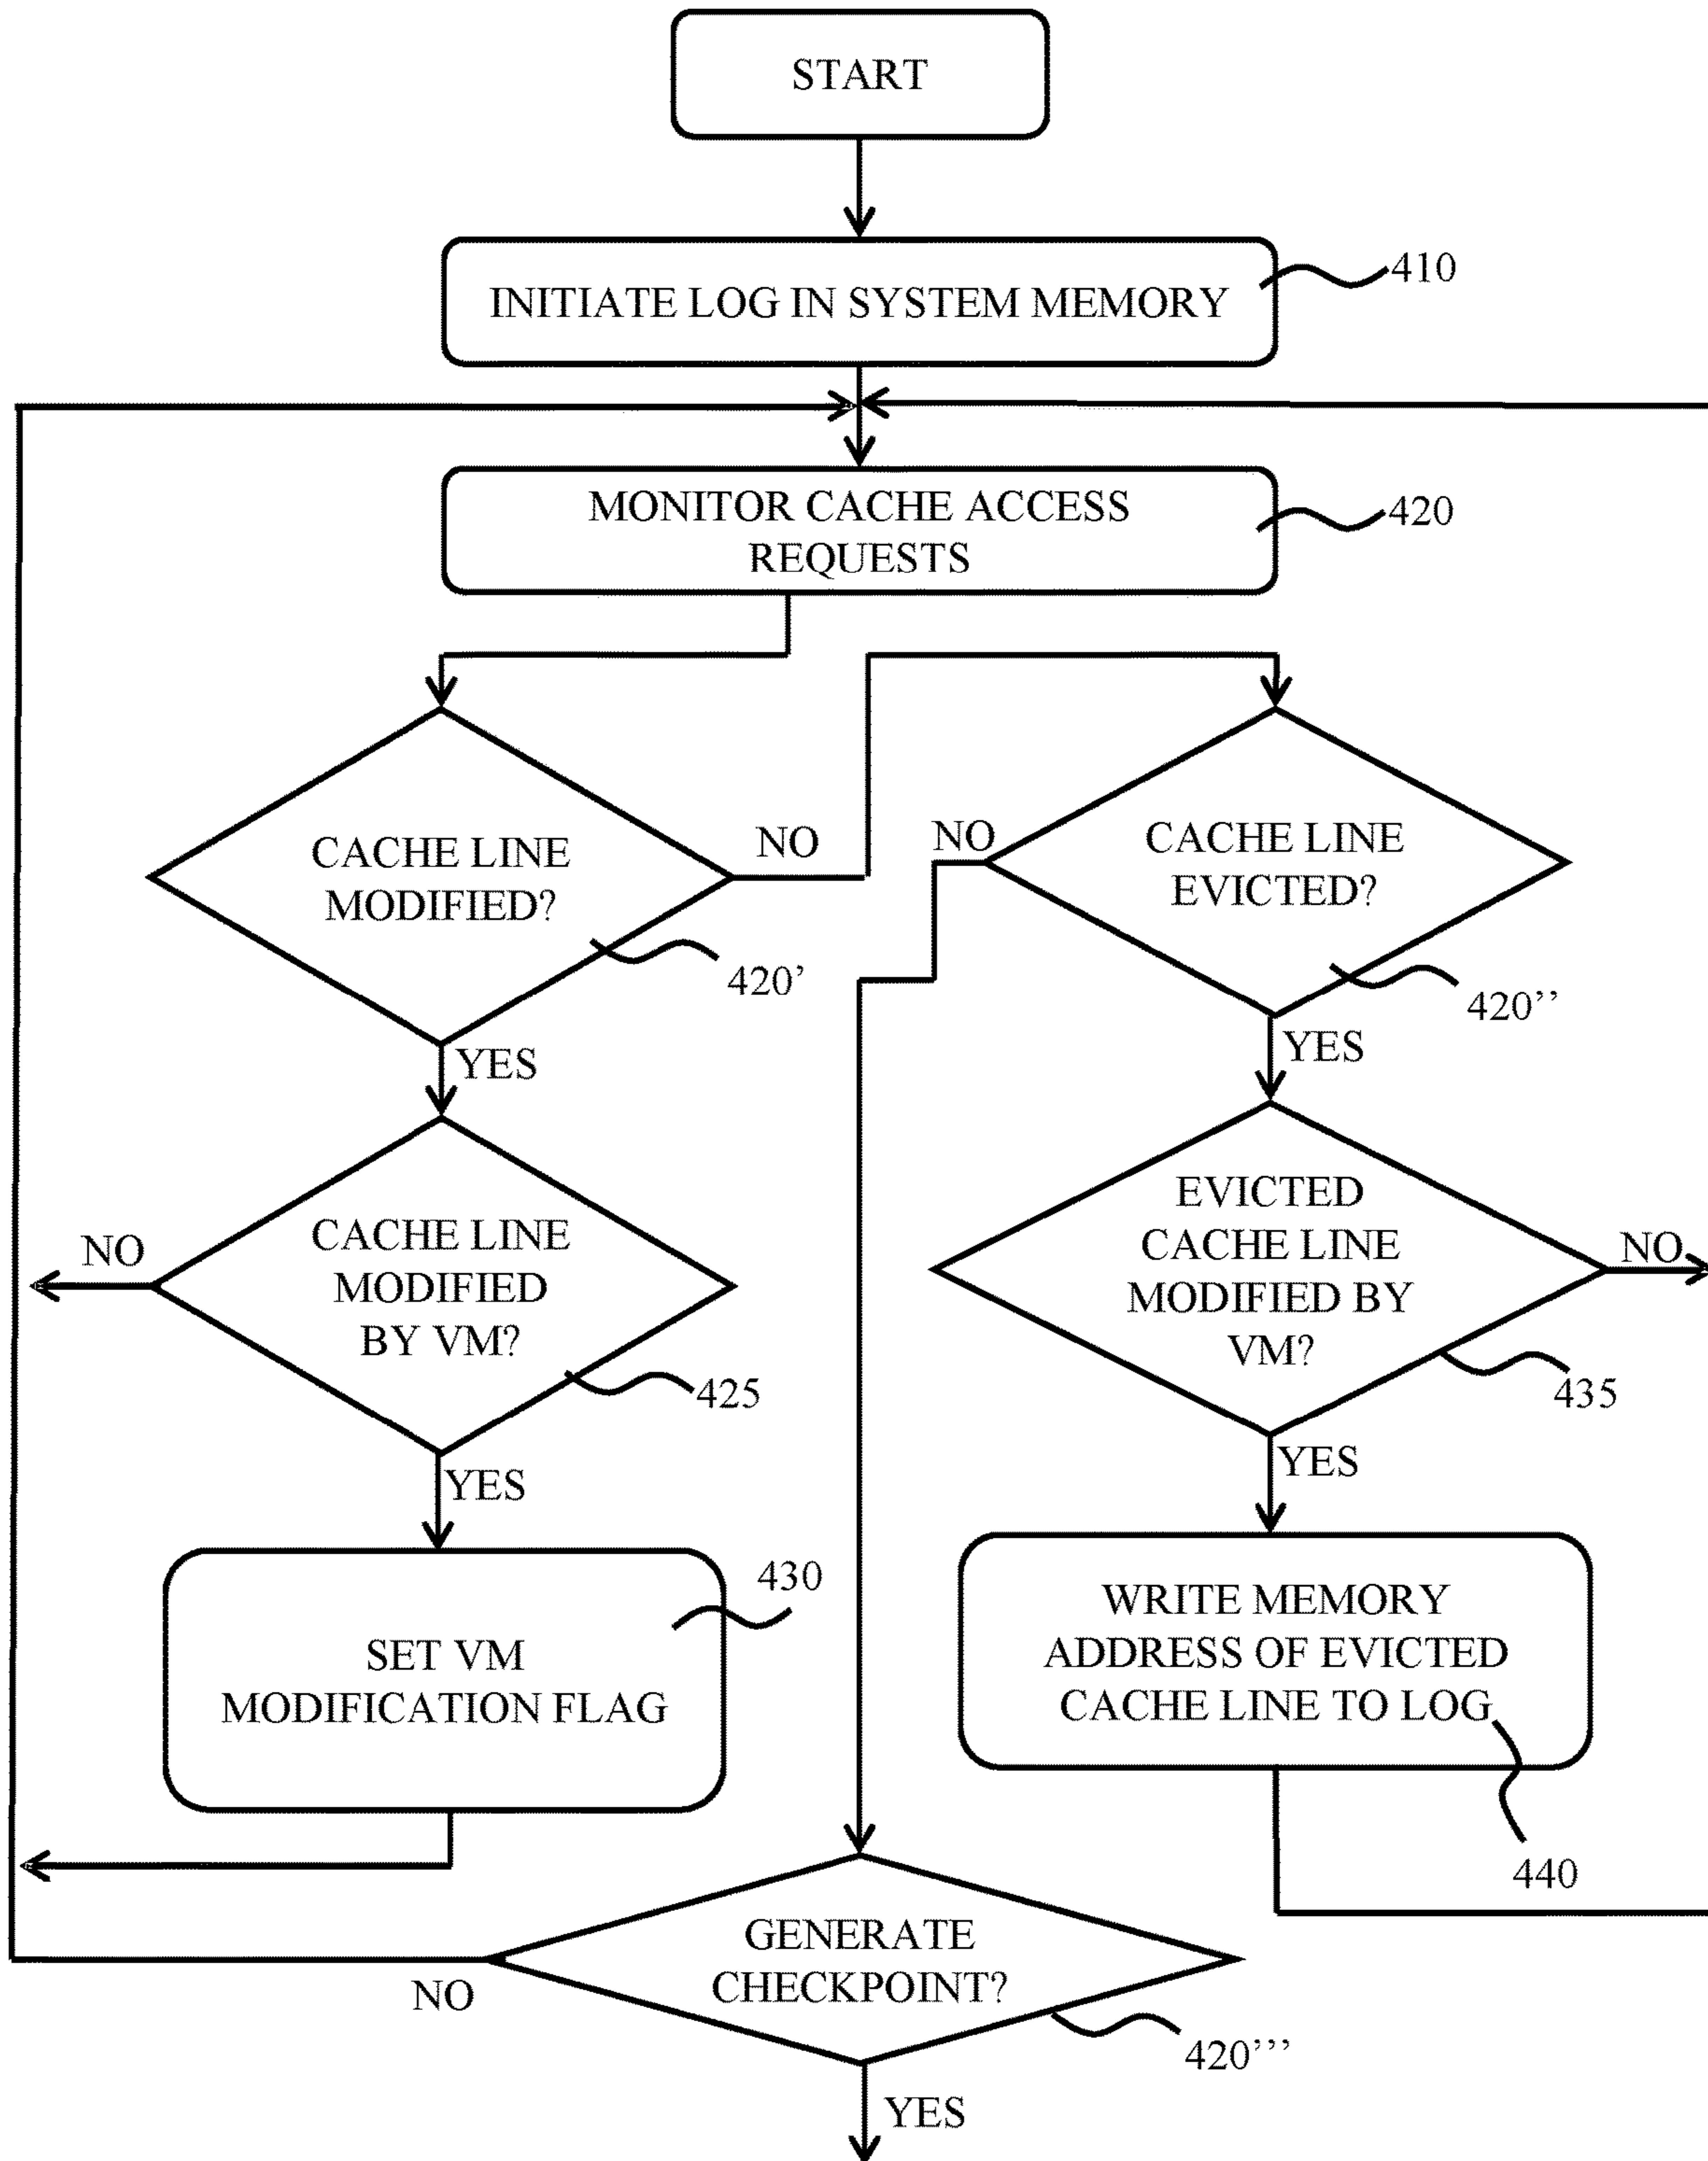 START
INITIATE LOG IN SYSTEM MEMORY
410
MONITOR CACHE ACCESS
REQUESTS
420
CACHE LINE
MODIFIED?
NO
420’
YES
NO
CACHE LINE
EVICTED?
420’’
YES
CACHE LINE
MODIFIED
BY VM?
NO
425
YES
EVICTED
CACHE LINE
MODIFIED BY
VM?
NO
435
YES
SET VM
MODIFICATION FLAG
430
WRITE MEMORY
ADDRESS OF EVICTED
CACHE LINE TO LOG
440
GENERATE
CHECKPOINT?
NO
420’’’
YES